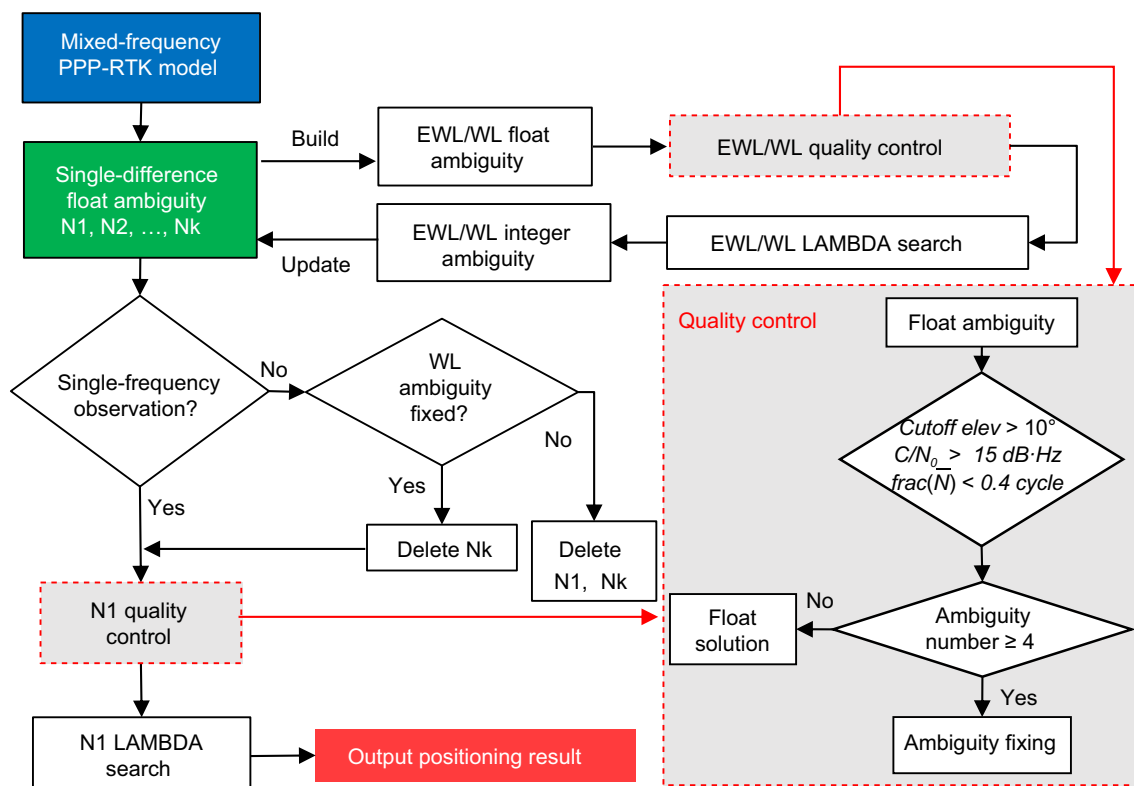 Mixed-frequency
PPP-RTK model
Build
EWL/WL float
ambiguity
EWL/WL quality control
Single-difference
float ambiguity
N1, N2, …, Nk
Update
EWL/WL integer
ambiguity
EWL/WL LAMBDA search
Quality control
Float ambiguity
Single-frequency
observation?
No
WL
ambiguity
fixed?
No
Yes
Yes
Cutoff elev > 10°
C/N₀ > 15 dB·Hz
frac(N̅) < 0.4 cycle
Delete Nk
Delete
N1, Nk
N1 quality
control
Float
solution
No
Ambiguity
number ≥ 4
Yes
Ambiguity fixing
N1 LAMBDA
search
Output positioning result